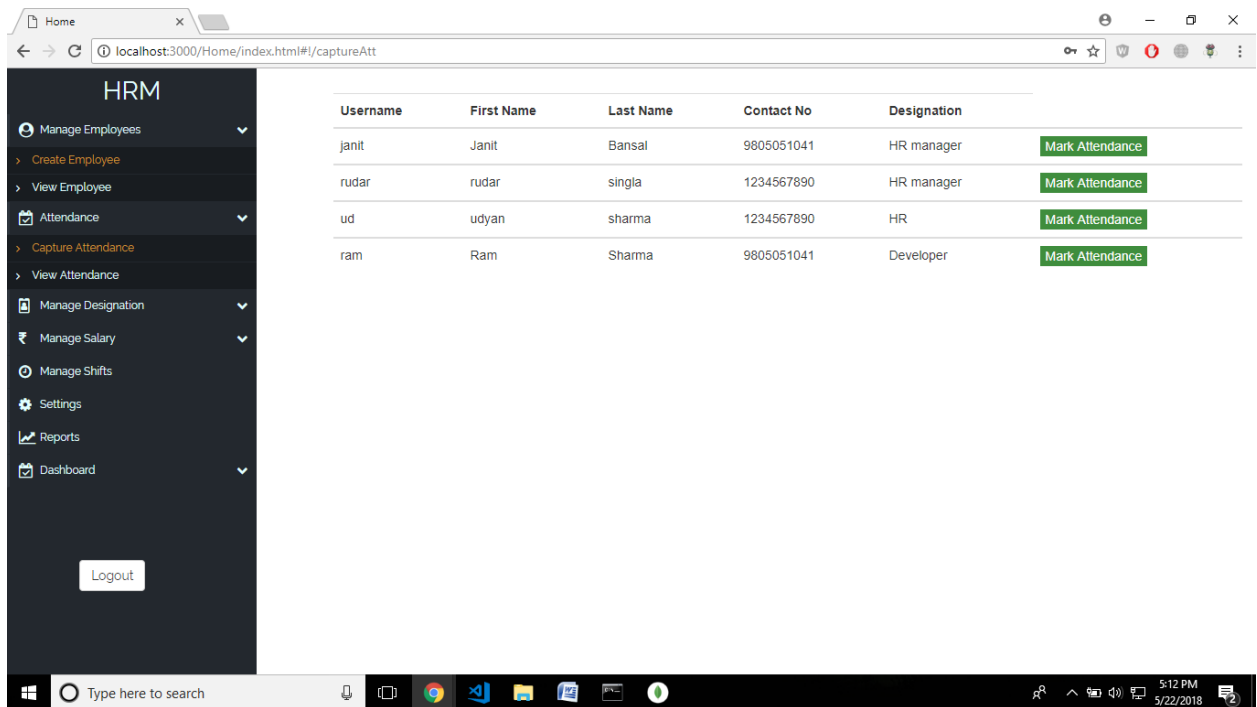 Home
localhost:3000/Home/index.html#!/captureAtt
HRM
Manage Employees
Create Employee
View Employee
Attendance
Capture Attendance
View Attendance
Manage Designation
Manage Salary
Manage Shifts
Settings
Reports
Dashboard
Logout
Username First Name Last Name Contact No Designation
janit Janit Bansal 9805051041 HR manager Mark Attendance
rudar rudar singla 1234567890 HR manager Mark Attendance
ud udyan sharma 1234567890 HR Mark Attendance
ram Ram Sharma 9805051041 Developer Mark Attendance
Type here to search
5:12 PM
5/22/2018
2